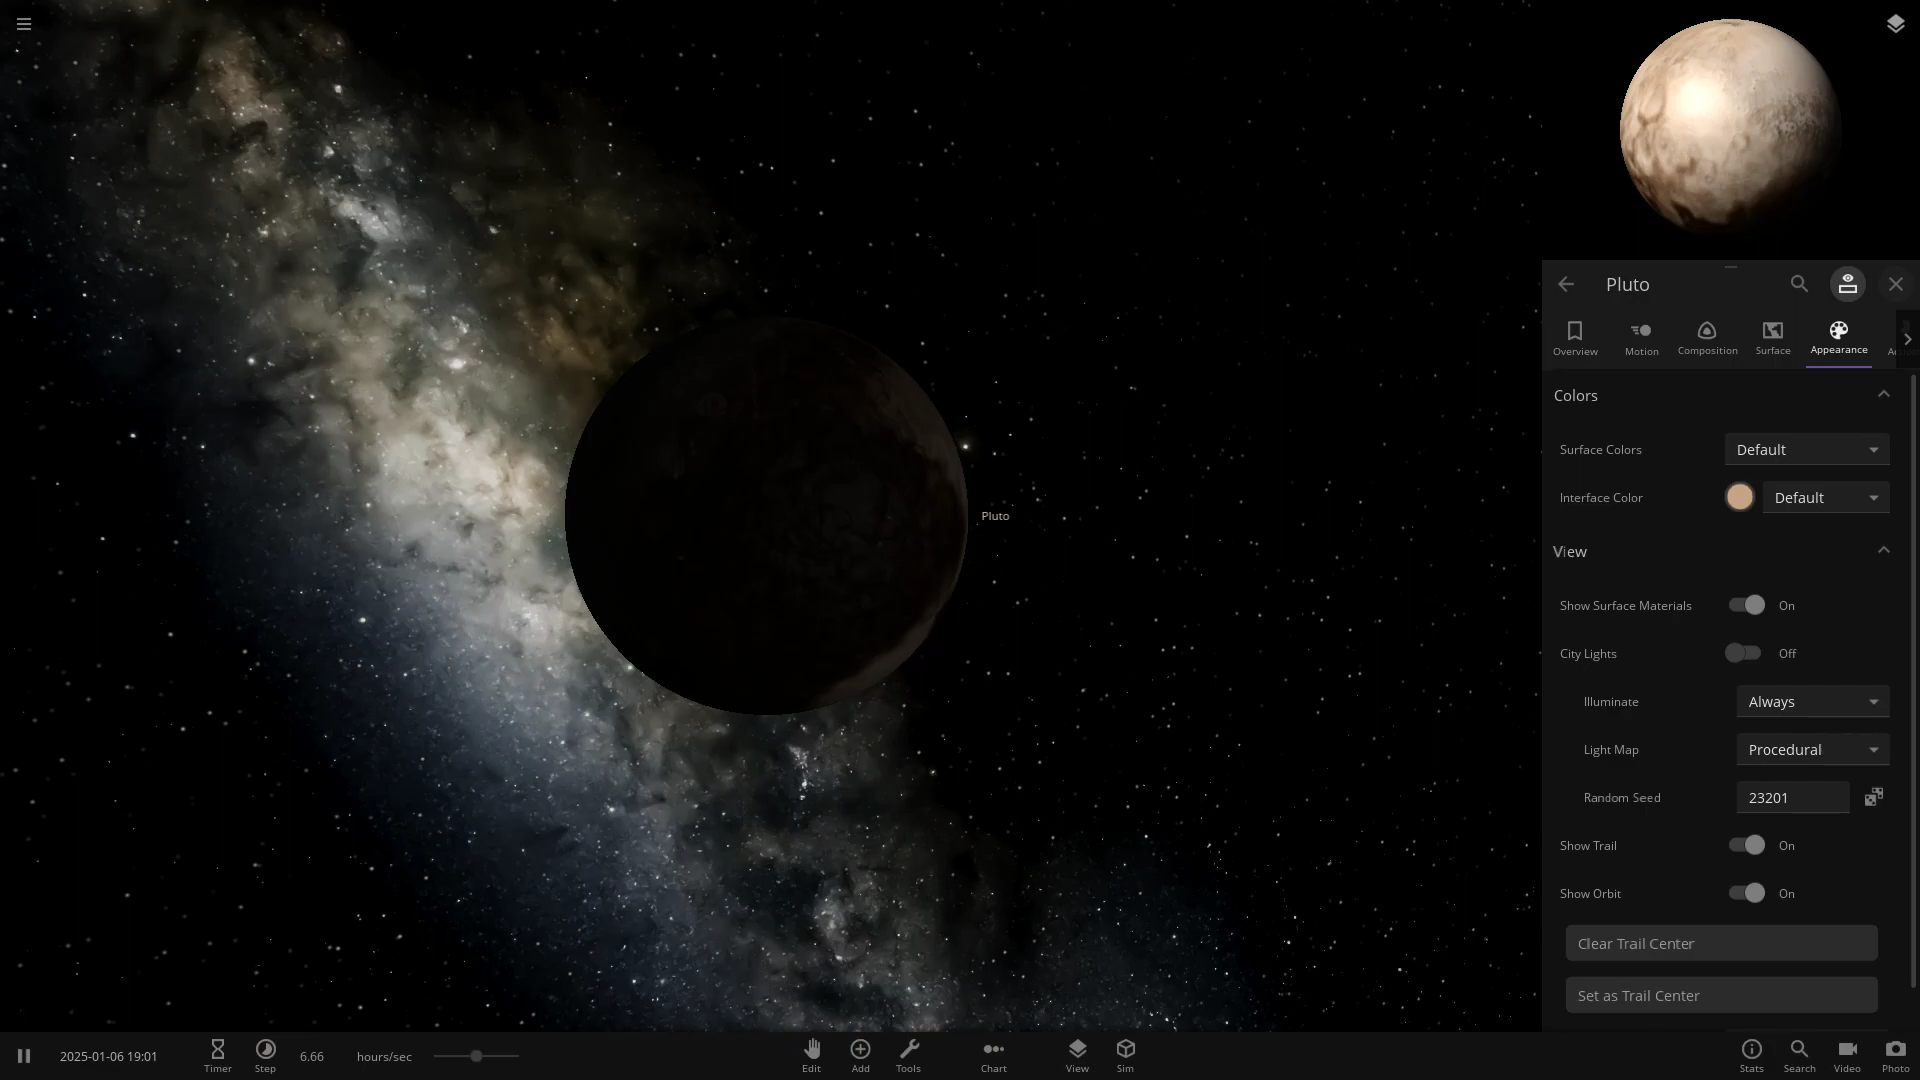 Pluto
Overview
Motion
Composition
Surface
Appearance
Colors
Surface Colors
Default
Interface Color
Default
Pluto
View
Show Surface Materials
On
City Lights
Off
Illuminate
Always
Light Map
Procedural
Random Seed
23201
Show Trail
On
Show Orbit
On
Clear Trail Center
Set as Trail Center
2025-01-06 19:01
Timer
Step
6.66
hours/sec
Edit
Add
Tools
Chart
View
Sim
Stats
Search
Video
Photo